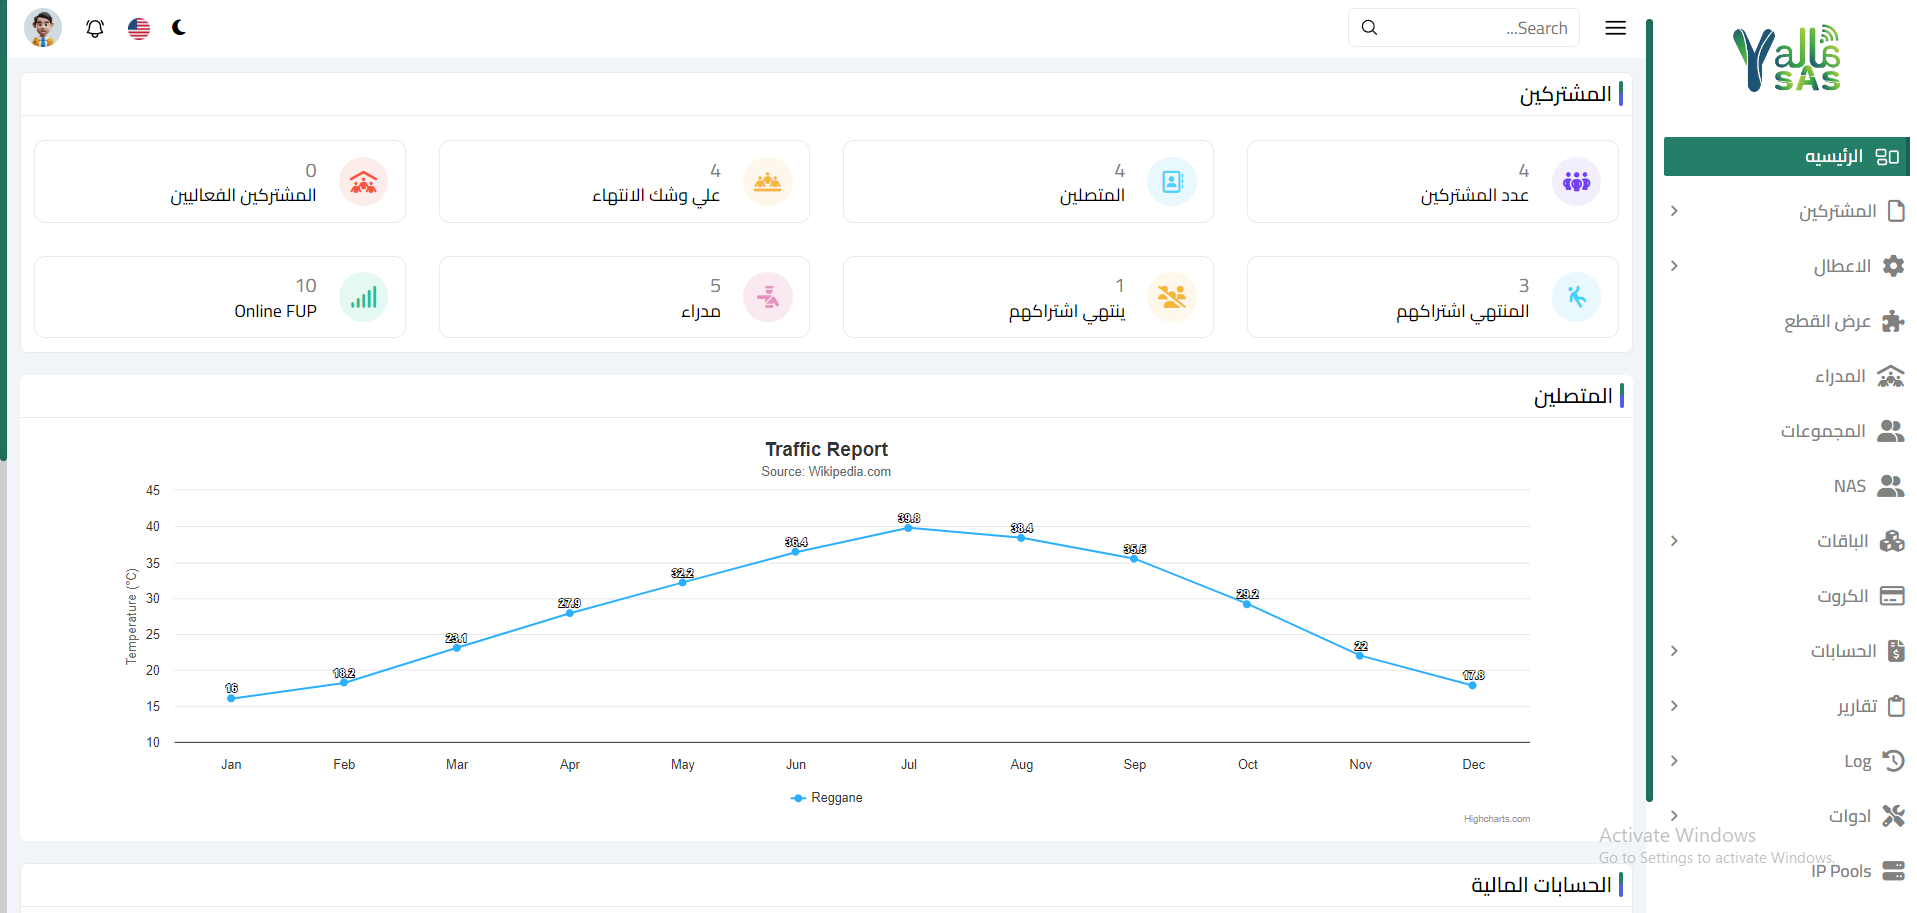 Search...
Yalla
يالله
SAS
الرئيسيه
المشتركين
الاعطال
عرض القطع
المدراء
المجموعات
NAS
الباقات
الكروت
الحسابات
تقارير
Log
ادوات
IP Pools
المشتركين
4
عدد المشتركين
4
المتصلين
4
علي وشك الانتهاء
0
المشتركين الفعاليين
3
المنتهي اشتراكهم
1
ينتهي اشتراكهم
5
مدراء
10
Online FUP
المتصلين
Traffic Report
Source: Wikipedia.com
Temperature (°C)
45
40
35
30
25
20
15
10
16
18.2
23.1
27.9
32.2
36.4
39.8
38.4
35.5
29.2
22
17.8
Jan Feb Mar Apr May Jun Jul Aug Sep Oct Nov Dec
Reggane
Highcharts.com
الحسابات المالية
Activate Windows
Go to Settings to activate Windows.